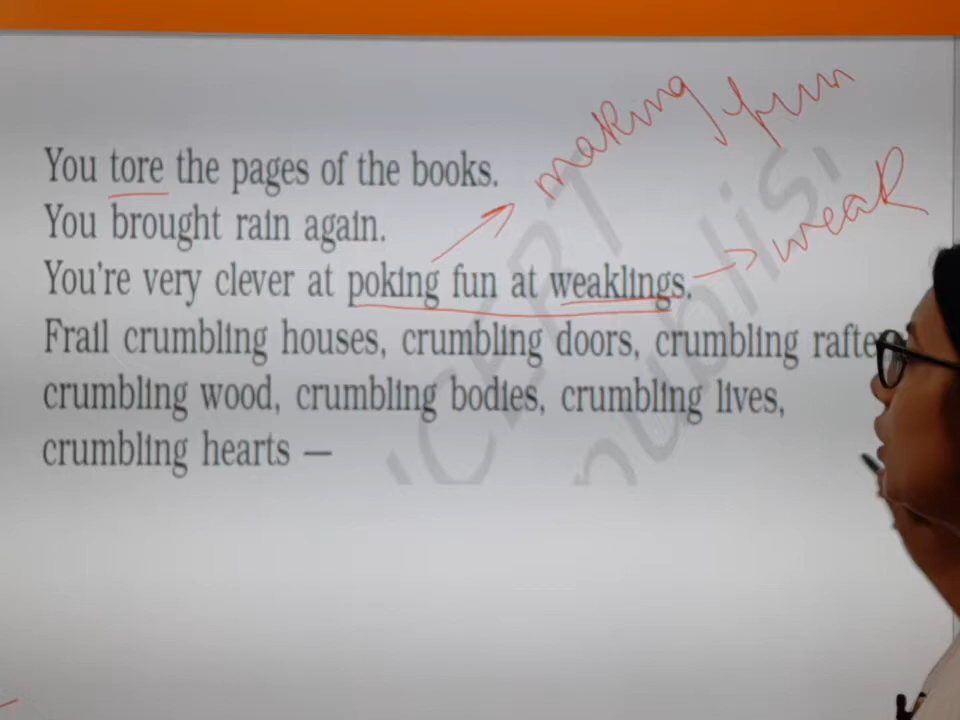 making fun
You tore the pages of the books.
You brought rain again.
weak
You're very clever at poking fun at weaklings.
Frail crumbling houses, crumbling doors, crumbling
crumbling wood, crumbling bodies, crumbling lives,
crumbling hearts —